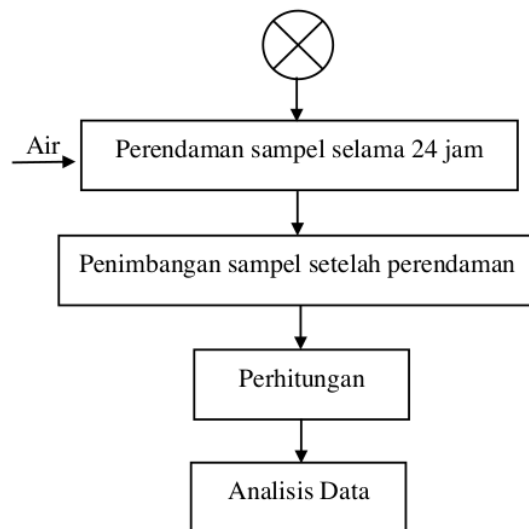 Air
Perendaman sampel selama 24 jam
Penimbangan sampel setelah perendaman
Perhitungan
Analisis Data